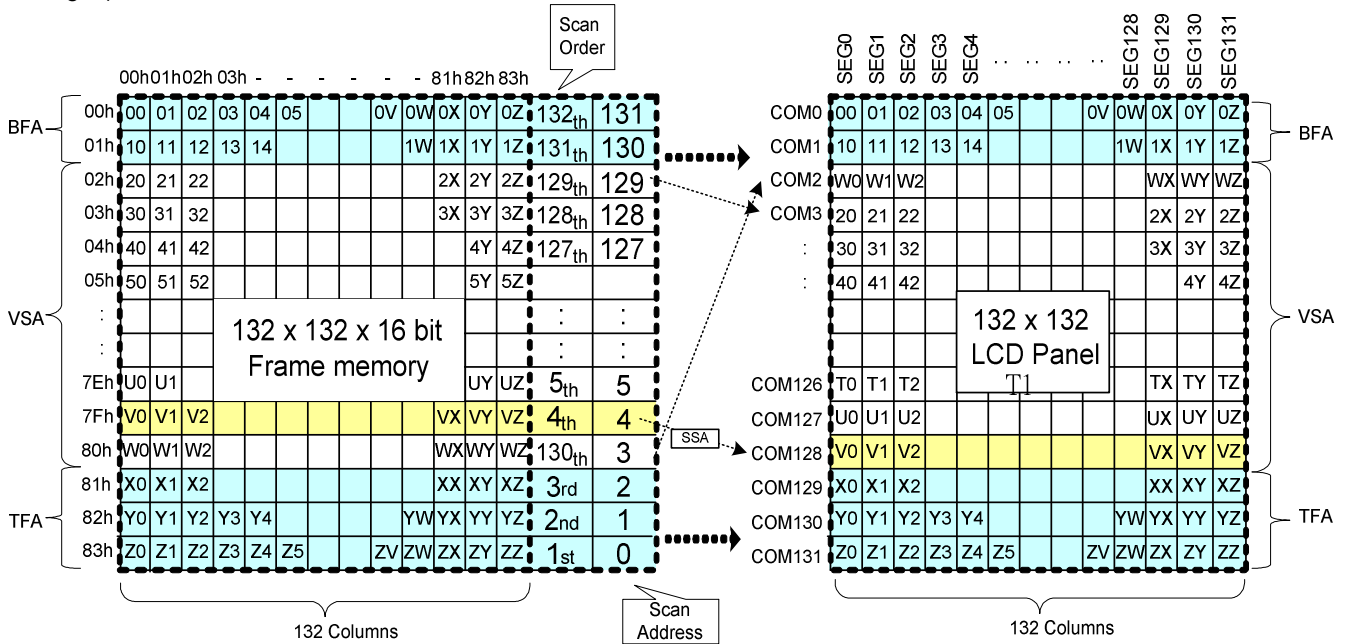 Scan
Order
00h 01h 02h 03h - - - - - - 81h 82h 83h
SEG0 SEG1 SEG2 SEG3 SEG4 .. .. .. .. SEG128 SEG129 SEG130 SEG131
BFA
00h 00 01 02 03 04 05 0V 0W 0X 0Y 0Z 132th 131
01h 10 11 12 13 14 1W 1X 1Y 1Z 131th 130
VSA
02h 20 21 22 2X 2Y 2Z 129th 129
03h 30 31 32 3X 3Y 3Z 128th 128
04h 40 41 42 4Y 4Z 127th 127
05h 50 51 52 5Y 5Z
: : :
: : :
132 x 132 x 16 bit
Frame memory
7Eh U0 U1 UY UZ 5th 5
7Fh V0 V1 V2 VX VY VZ 4th 4
80h W0 W1 W2 WX WY WZ 130th 3
TFA
81h X0 X1 X2 XX XY XZ 3rd 2
82h Y0 Y1 Y2 Y3 Y4 YW YX YY YZ 2nd 1
83h Z0 Z1 Z2 Z3 Z4 Z5 ZV ZW ZX ZY ZZ 1st 0
132 Columns
Scan
Address
SSA
COM0 00 01 02 03 04 05 0V 0W 0X 0Y 0Z
COM1 10 11 12 13 14 1W 1X 1Y 1Z
BFA
COM2 W0 W1 W2 WX WY WZ
COM3 20 21 22 2X 2Y 2Z
: 30 31 32 3X 3Y 3Z
: 40 41 42 4Y 4Z
132 x 132
LCD Panel
T1
VSA
COM126 T0 T1 T2 TX TY TZ
COM127 U0 U1 U2 UX UY UZ
COM128 V0 V1 V2 VX VY VZ
COM129 X0 X1 X2 XX XY XZ
COM130 Y0 Y1 Y2 Y3 Y4 YW YX YY YZ
COM131 Z0 Z1 Z2 Z3 Z4 Z5 ZV ZW ZX ZY ZZ
TFA
132 Columns